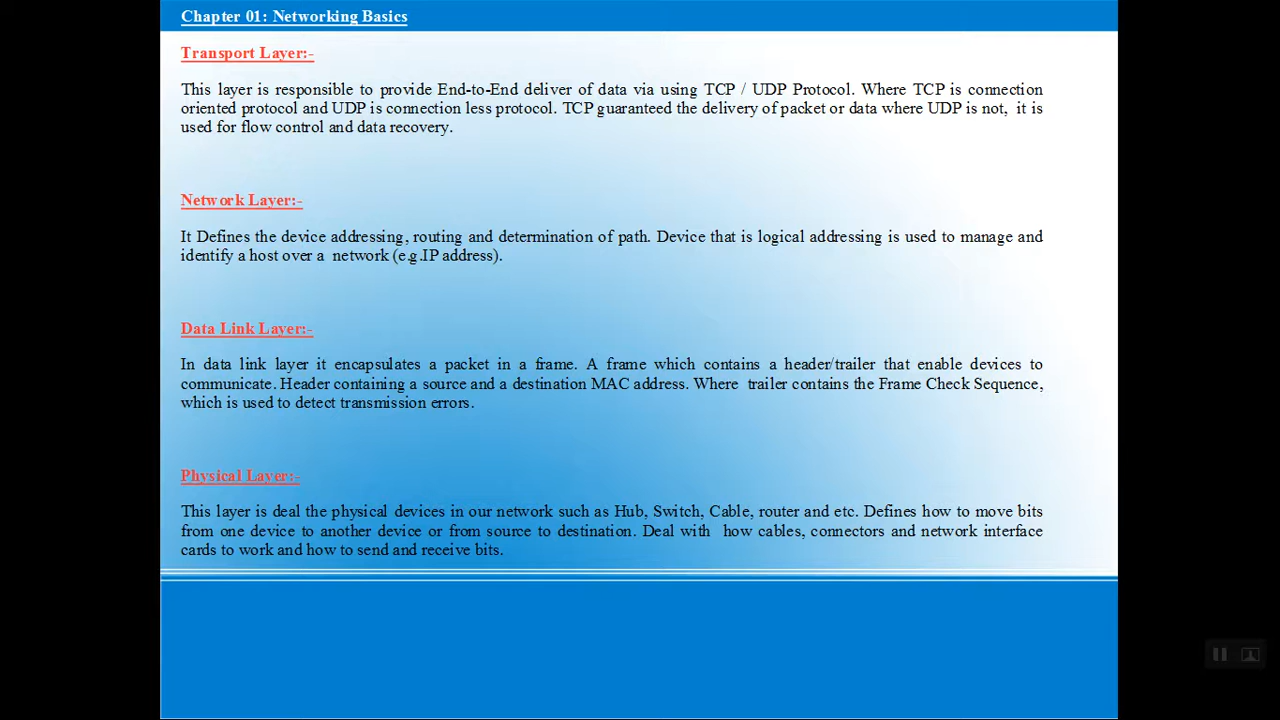 Chapter 01: Networking Basics
Transport Layer:-
This layer is responsible to provide End-to-End deliver of data via using TCP / UDP Protocol. Where TCP is connection
oriented protocol and UDP is connection less protocol. TCP guaranteed the delivery of packet or data where UDP is not, it is
used for flow control and data recovery.
Network Layer:-
It Defines the device addressing, routing and determination of path. Device that is logical addressing is used to manage and
identify a host over a network (e.g.IP address).
Data Link Layer:-
In data link layer it encapsulates a packet in a frame. A frame which contains a header/trailer that enable devices to
communicate. Header containing a source and a destination MAC address. Where trailer contains the Frame Check Sequence,
which is used to detect transmission errors.
Physical Layer:-
This layer is deal the physical devices in our network such as Hub, Switch, Cable, router and etc. Defines how to move bits
from one device to another device or from source to destination. Deal with how cables, connectors and network interface
cards to work and how to send and receive bits.